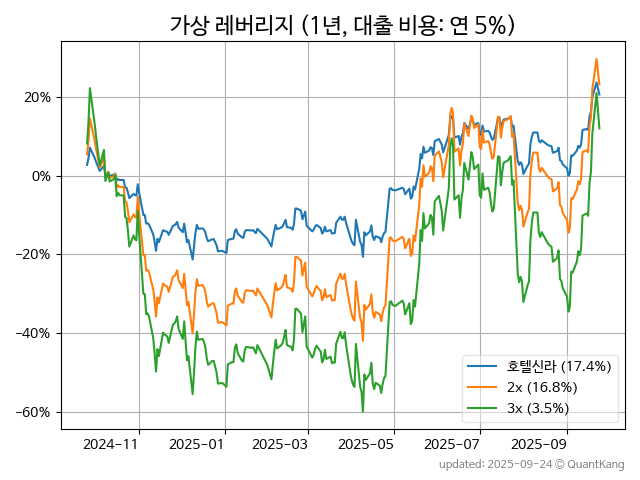 가상 레버리지 (1년, 대출 비용: 연 5%)
20%
0%
−20%
−40%
−60%
호텔신라 (17.4%)
2x (16.8%)
3x (3.5%)
2024-11 2025-01 2025-03 2025-05 2025-07 2025-09
updated: 2025-09-24 © QuantKang